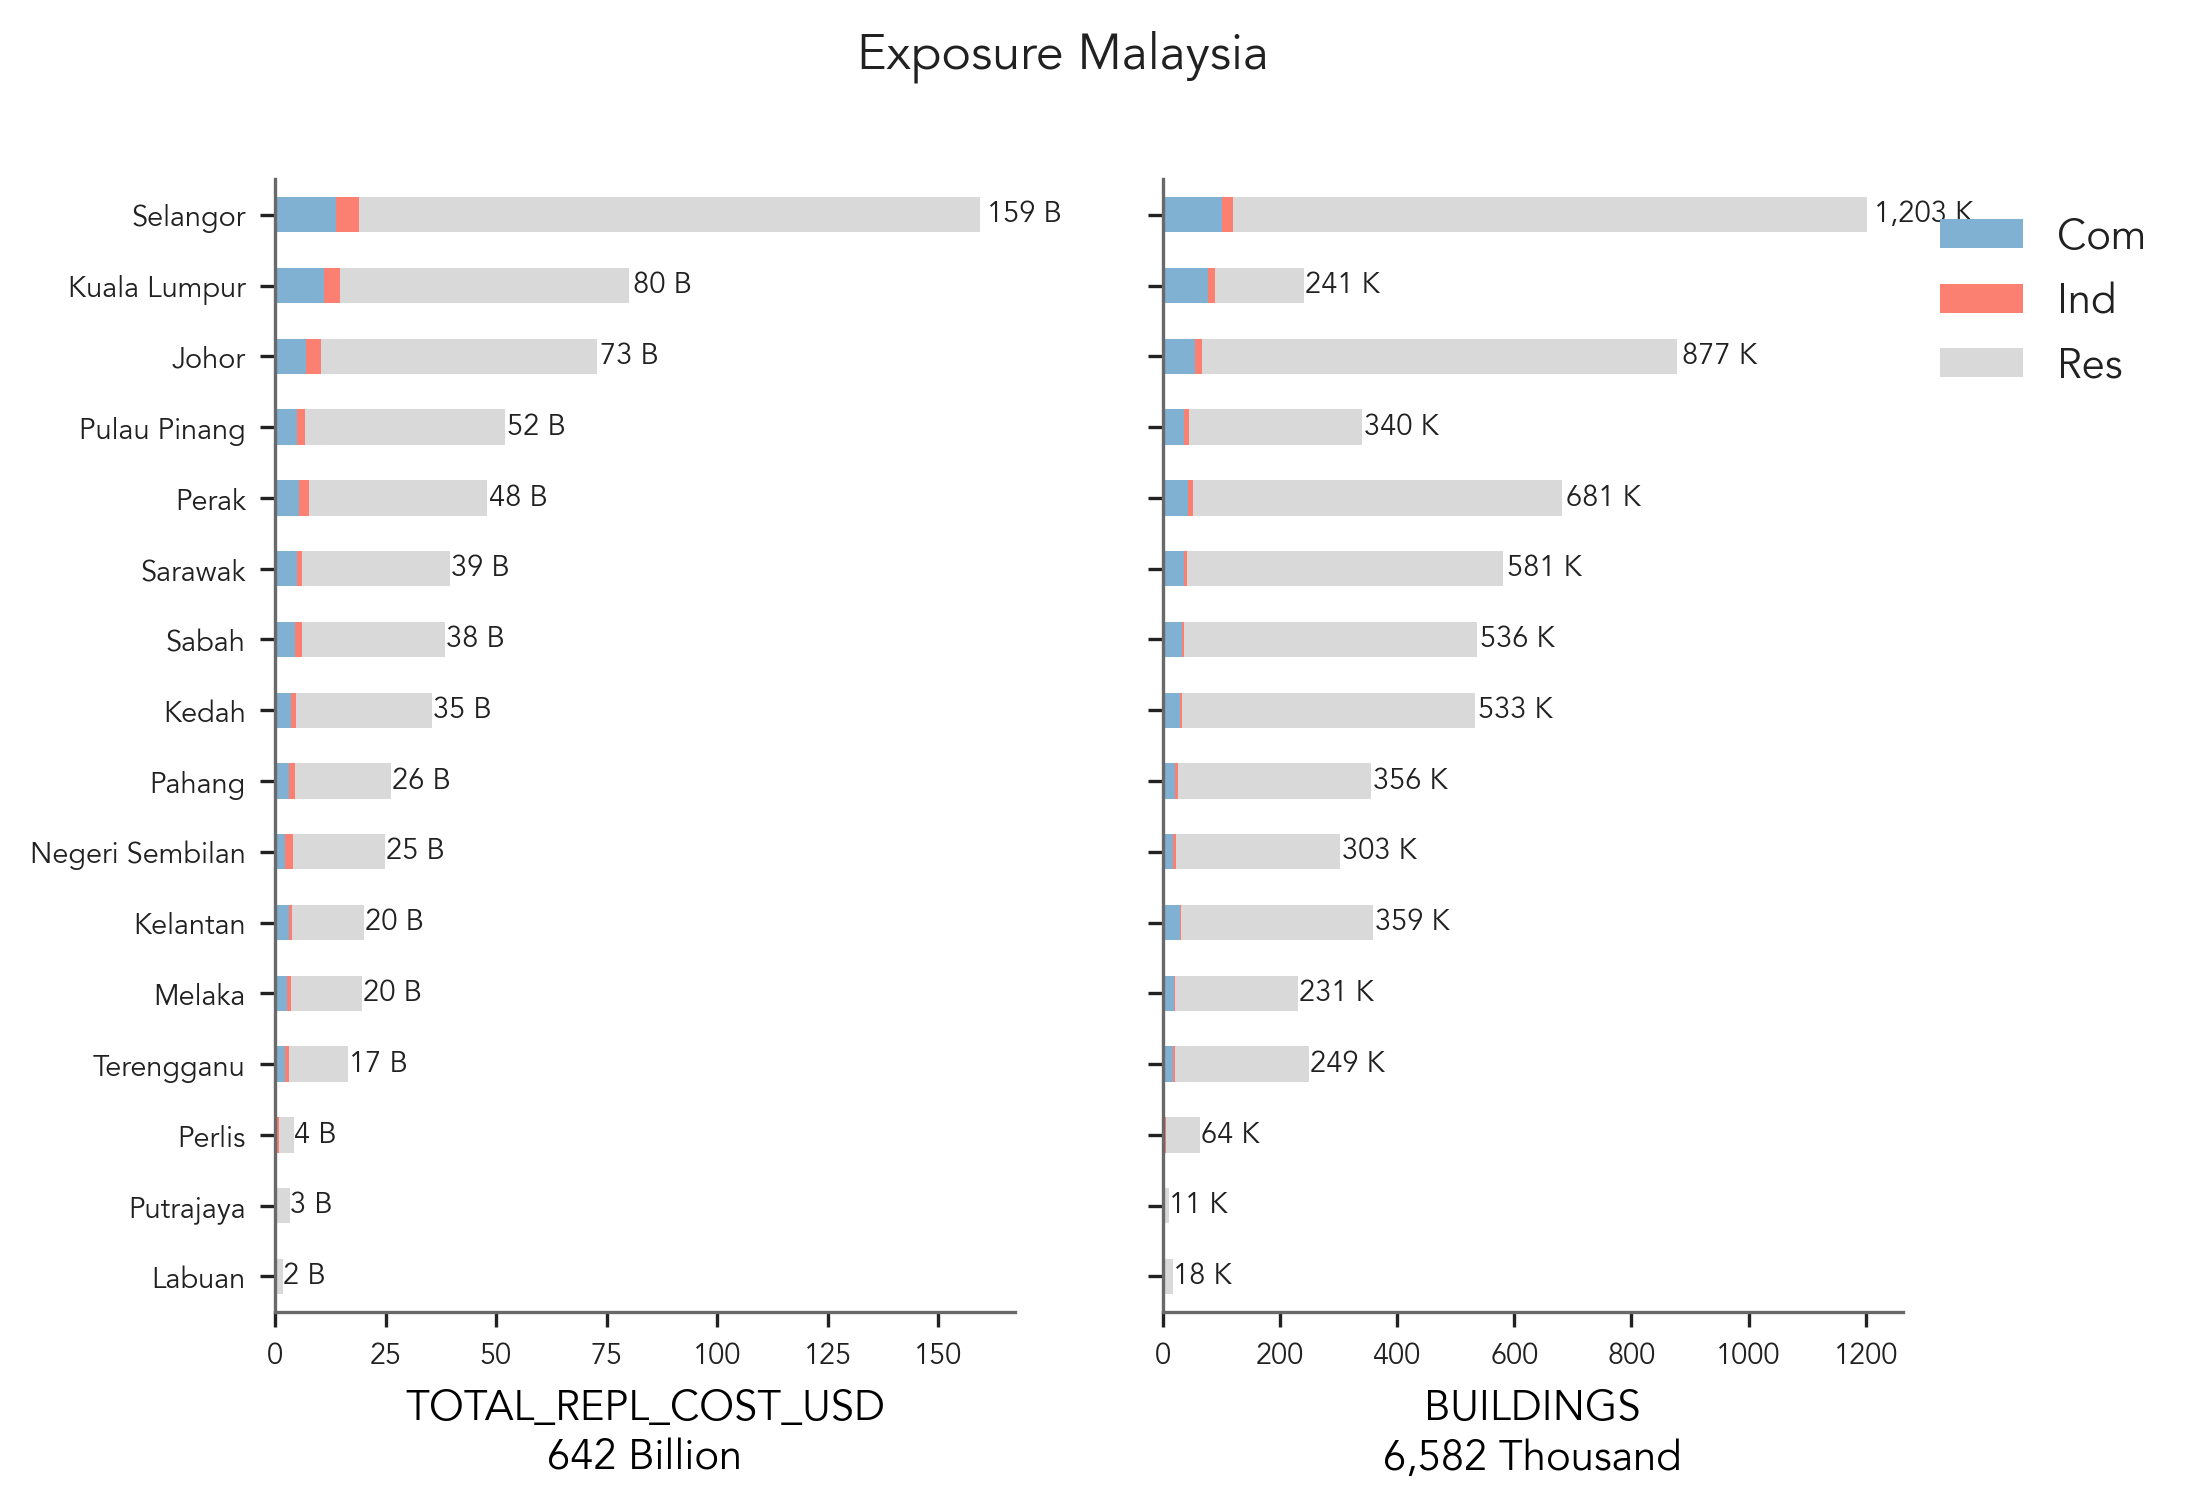 Exposure Malaysia
Selangor
Kuala Lumpur
Johor
Pulau Pinang
Perak
Sarawak
Sabah
Kedah
Pahang
Negeri Sembilan
Kelantan
Melaka
Terengganu
Perlis
Putrajaya
Labuan
159 B
80 B
73 B
52 B
48 B
39 B
38 B
35 B
26 B
25 B
20 B
20 B
17 B
4 B
3 B
2 B
0 25 50 75 100 125 150
TOTAL_REPL_COST_USD
642 Billion
1,203 K
241 K
877 K
340 K
681 K
581 K
536 K
533 K
356 K
303 K
359 K
231 K
249 K
64 K
11 K
18 K
0 200 400 600 800 1000 1200
BUILDINGS
6,582 Thousand
Com
Ind
Res